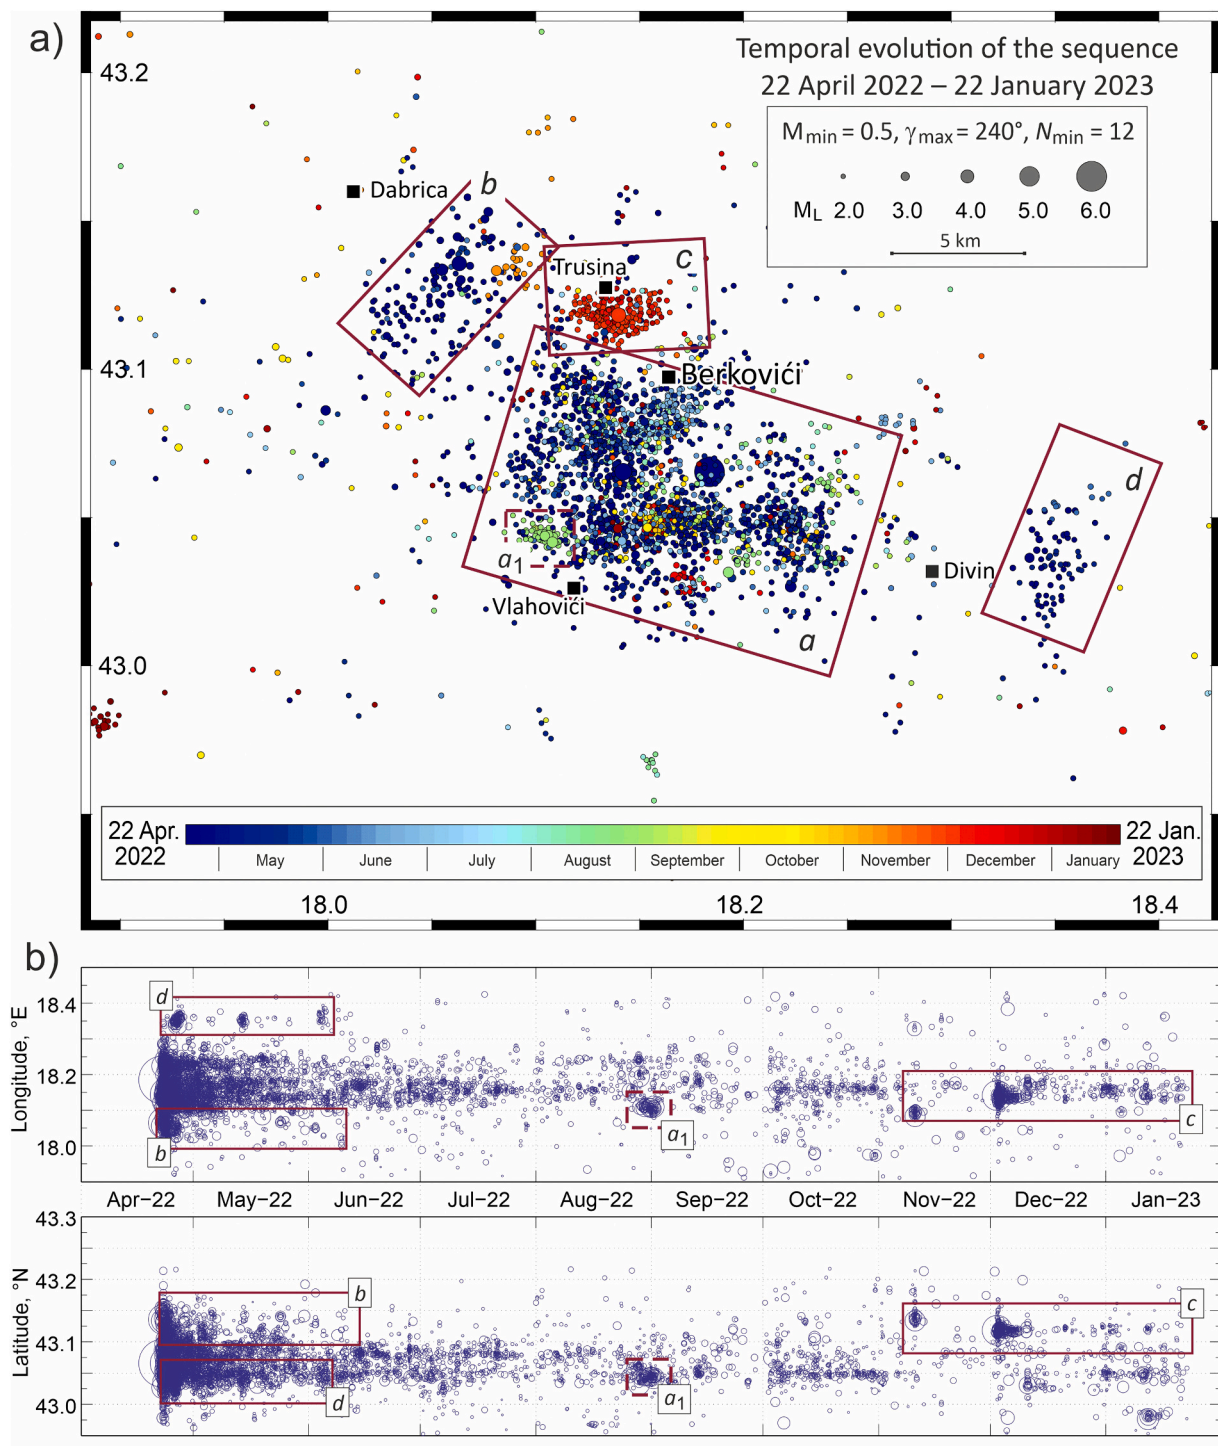 a)
Temporal evolution of the sequence
22 April 2022 – 22 January 2023
M min = 0.5, γ max = 240°, N min = 12
M L 2.0 3.0 4.0 5.0 6.0
5 km
43.2
43.1
43.0
Dabrica
b
c
Trusina
Berkovići
d
a1
Divin
Vlahovići
a
22 Apr.
2022
May June July August September October November December January
22 Jan.
2023
18.0 18.2 18.4
b)
Longitude, °E
18.4
18.2
18.0
d
b
a1
c
Apr–22 May–22 Jun–22 Jul–22 Aug–22 Sep–22 Oct–22 Nov–22 Dec–22 Jan–23
Latitude, °N
43.3
43.2
43.1
43.0
b
d
a1
c